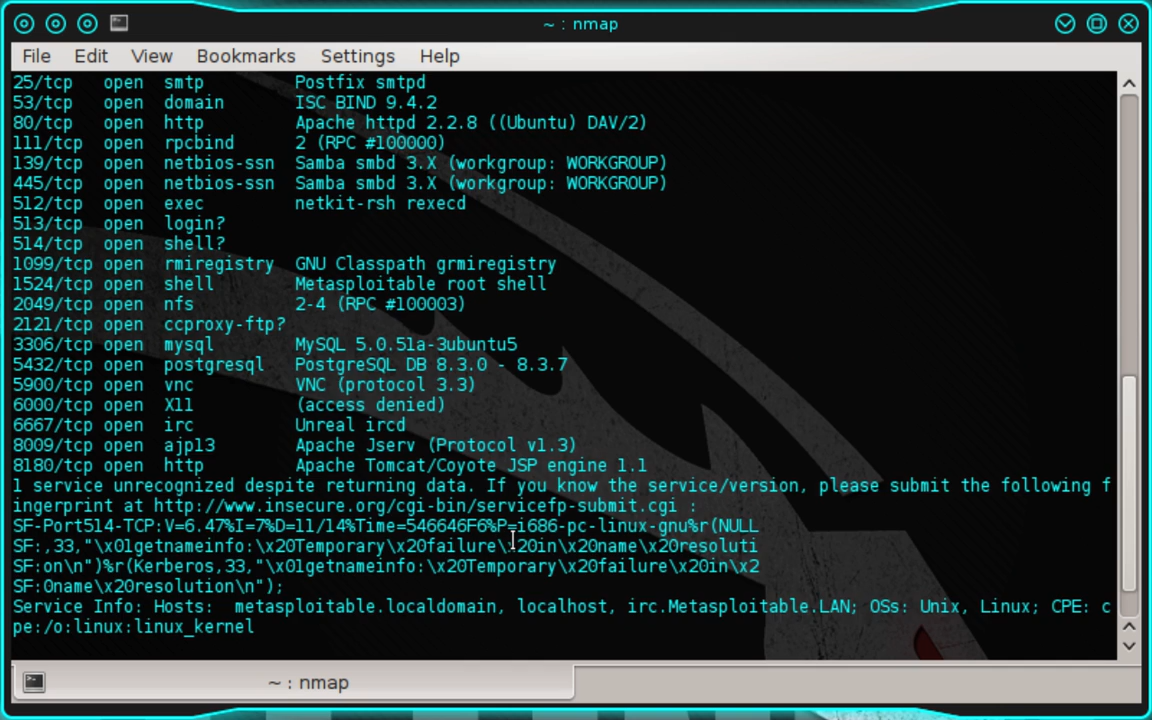 ~ : nmap
File Edit View Bookmarks Settings Help
25/tcp   open  smtp        Postfix smtpd
53/tcp   open  domain      ISC BIND 9.4.2
80/tcp   open  http        Apache httpd 2.2.8 ((Ubuntu) DAV/2)
111/tcp  open  rpcbind     2 (RPC #100000)
139/tcp  open  netbios-ssn Samba smbd 3.X (workgroup: WORKGROUP)
445/tcp  open  netbios-ssn Samba smbd 3.X (workgroup: WORKGROUP)
512/tcp  open  exec        netkit-rsh rexecd
513/tcp  open  login?
514/tcp  open  shell?
1099/tcp open  rmiregistry GNU Classpath grmiregistry
1524/tcp open  shell       Metasploitable root shell
2049/tcp open  nfs         2-4 (RPC #100003)
2121/tcp open  ccproxy-ftp?
3306/tcp open  mysql       MySQL 5.0.51a-3ubuntu5
5432/tcp open  postgresql  PostgreSQL DB 8.3.0 - 8.3.7
5900/tcp open  vnc         VNC (protocol 3.3)
6000/tcp open  X11         (access denied)
6667/tcp open  irc         Unreal ircd
8009/tcp open  ajp13       Apache Jserv (Protocol v1.3)
8180/tcp open  http        Apache Tomcat/Coyote JSP engine 1.1
1 service unrecognized despite returning data. If you know the service/version, please submit the following f
ingerprint at http://www.insecure.org/cgi-bin/servicefp-submit.cgi :
SF-Port514-TCP:V=6.47%I=7%D=11/14%Time=546646F6%P=i686-pc-linux-gnu%r(NULL
SF:,33,"\x01getnameinfo:\x20Temporary\x20failure\x20in\x20name\x20resoluti
SF:on\n")%r(Kerberos,33,"\x01getnameinfo:\x20Temporary\x20failure\x20in\x2
SF:0name\x20resolution\n");
Service Info: Hosts:  metasploitable.localdomain, localhost, irc.Metasploitable.LAN; OSs: Unix, Linux; CPE: c
pe:/o:linux:linux_kernel
~ : nmap